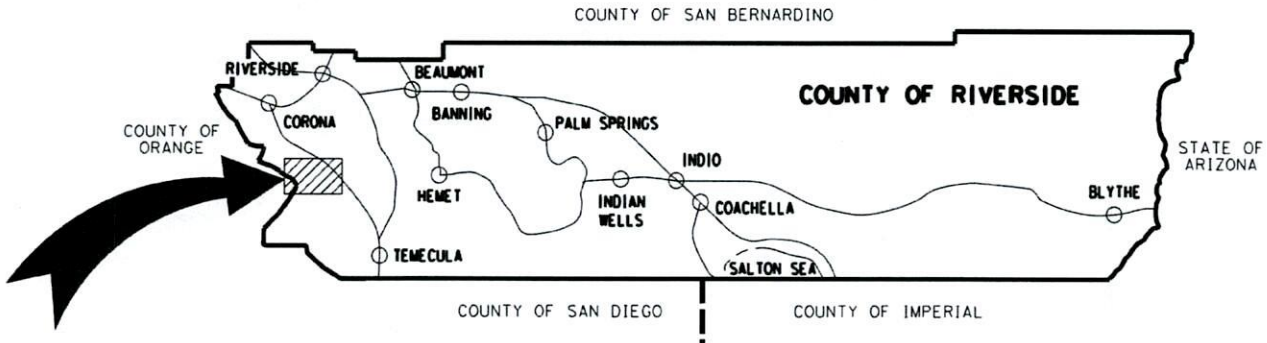 COUNTY OF SAN BERNARDINO
RIVERSIDE
BEAUMONT
BANNING
COUNTY OF RIVERSIDE
CORONA
COUNTY OF
ORANGE
PALM SPRINGS
STATE OF
ARIZONA
HEMET
INDIAN
WELLS
INDIO
COACHELLA
BLYTHE
TEMECULA
SALTON SEA
COUNTY OF SAN DIEGO
COUNTY OF IMPERIAL